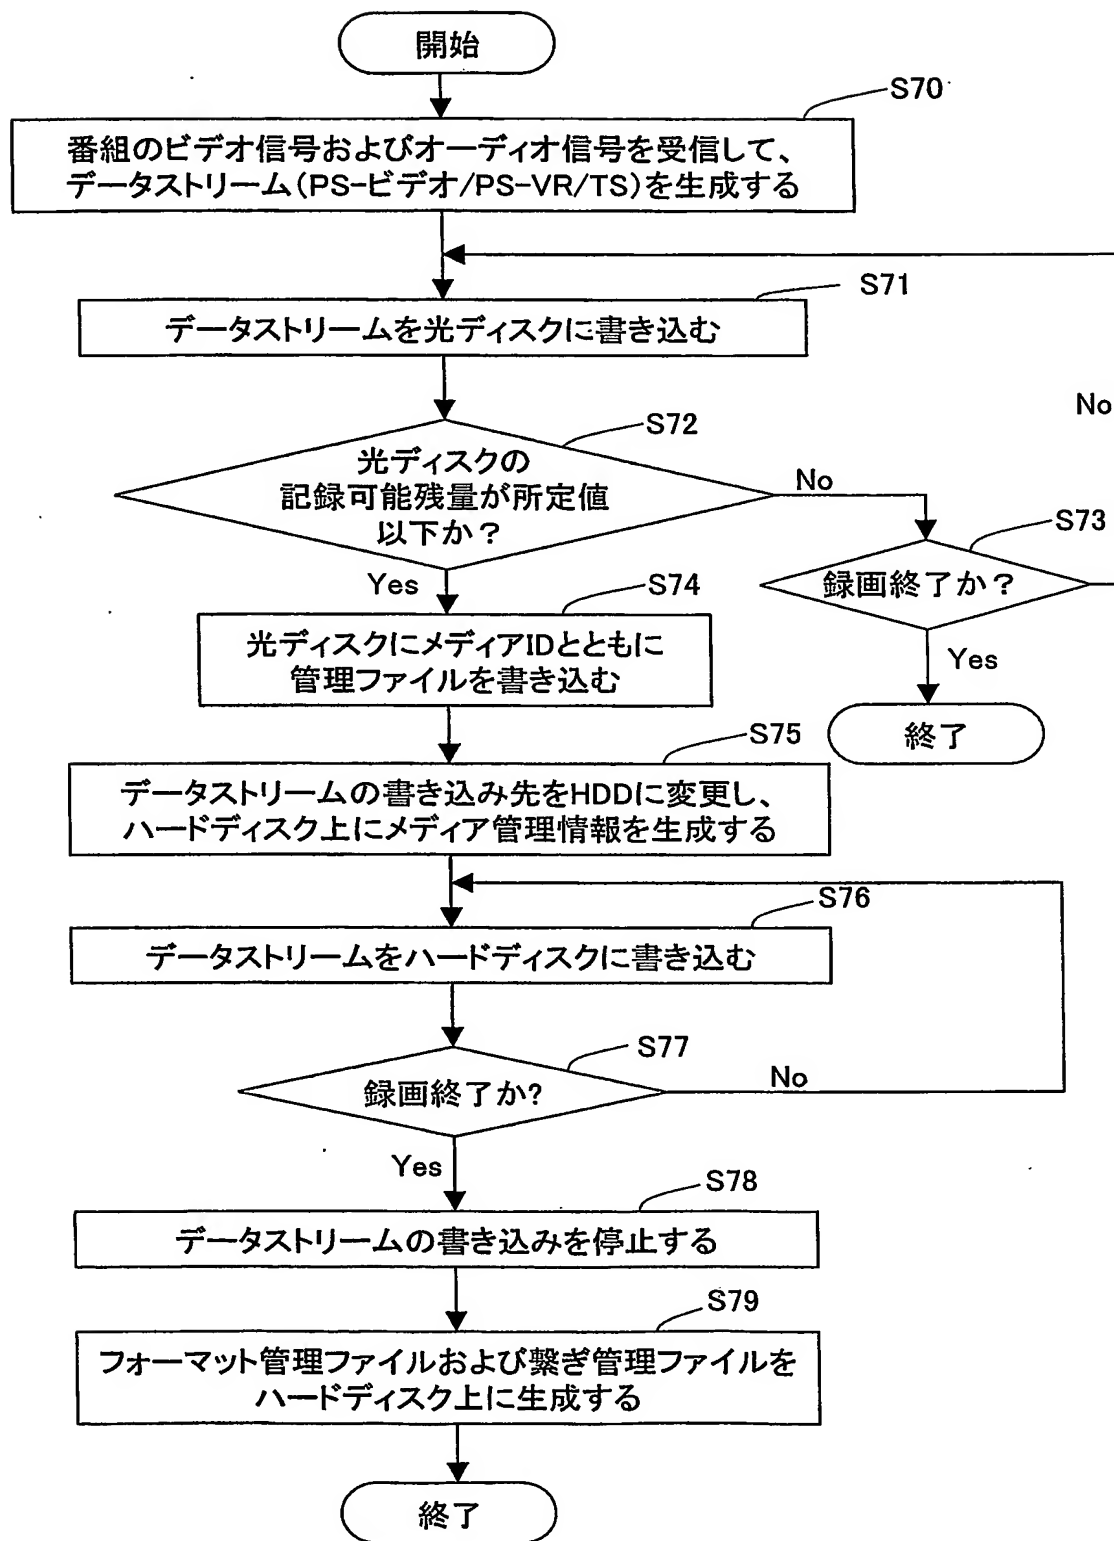 開始
S70
番組のビデオ信号およびオーディオ信号を受信して、
データストリーム(PS-ビデオ/PS-VR/TS)を生成する
S71
データストリームを光ディスクに書き込む
No
S72
光ディスクの
記録可能残量が所定値
以下か?
No
S73
録画終了か?
Yes
終了
Yes
S74
光ディスクにメディアIDとともに
管理ファイルを書き込む
S75
データストリームの書き込み先をHDDに変更し、
ハードディスク上にメディア管理情報を生成する
S76
データストリームをハードディスクに書き込む
S77
録画終了か?
No
Yes
S78
データストリームの書き込みを停止する
S79
フォーマット管理ファイルおよび繋ぎ管理ファイルを
ハードディスク上に生成する
終了